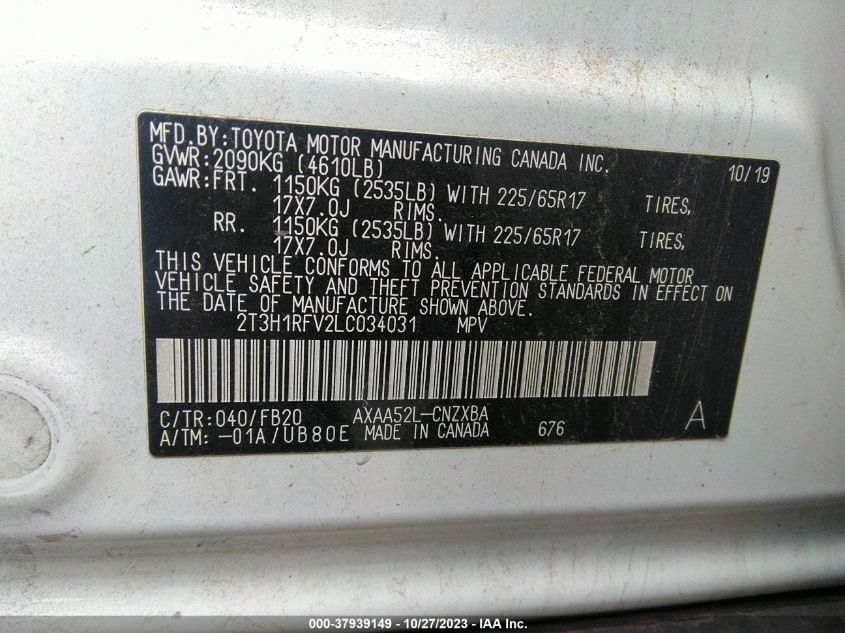 MFD.BY:TOYOTA MOTOR MANUFACTURING CANADA INC.
GVWR:2090KG (4610LB) 10/19
GAWR:FRT. 1150KG (2535LB) WITH 225/65R17 TIRES,
17X7.0J RIMS.
RR. 1150KG (2535LB) WITH 225/65R17 TIRES,
17X7.0J RIMS.
THIS VEHICLE CONFORMS TO ALL APPLICABLE FEDERAL MOTOR
VEHICLE SAFETY AND THEFT PREVENTION STANDARDS IN EFFECT ON
THE DATE OF MANUFACTURE SHOWN ABOVE.
2T3H1RFV2LC034031 MPV
C/TR:040/FB20 AXAA52L-CNZXBA A
A/TM: -01A/UB80E MADE IN CANADA 676
000-37939149 - 10/27/2023 - IAA Inc.